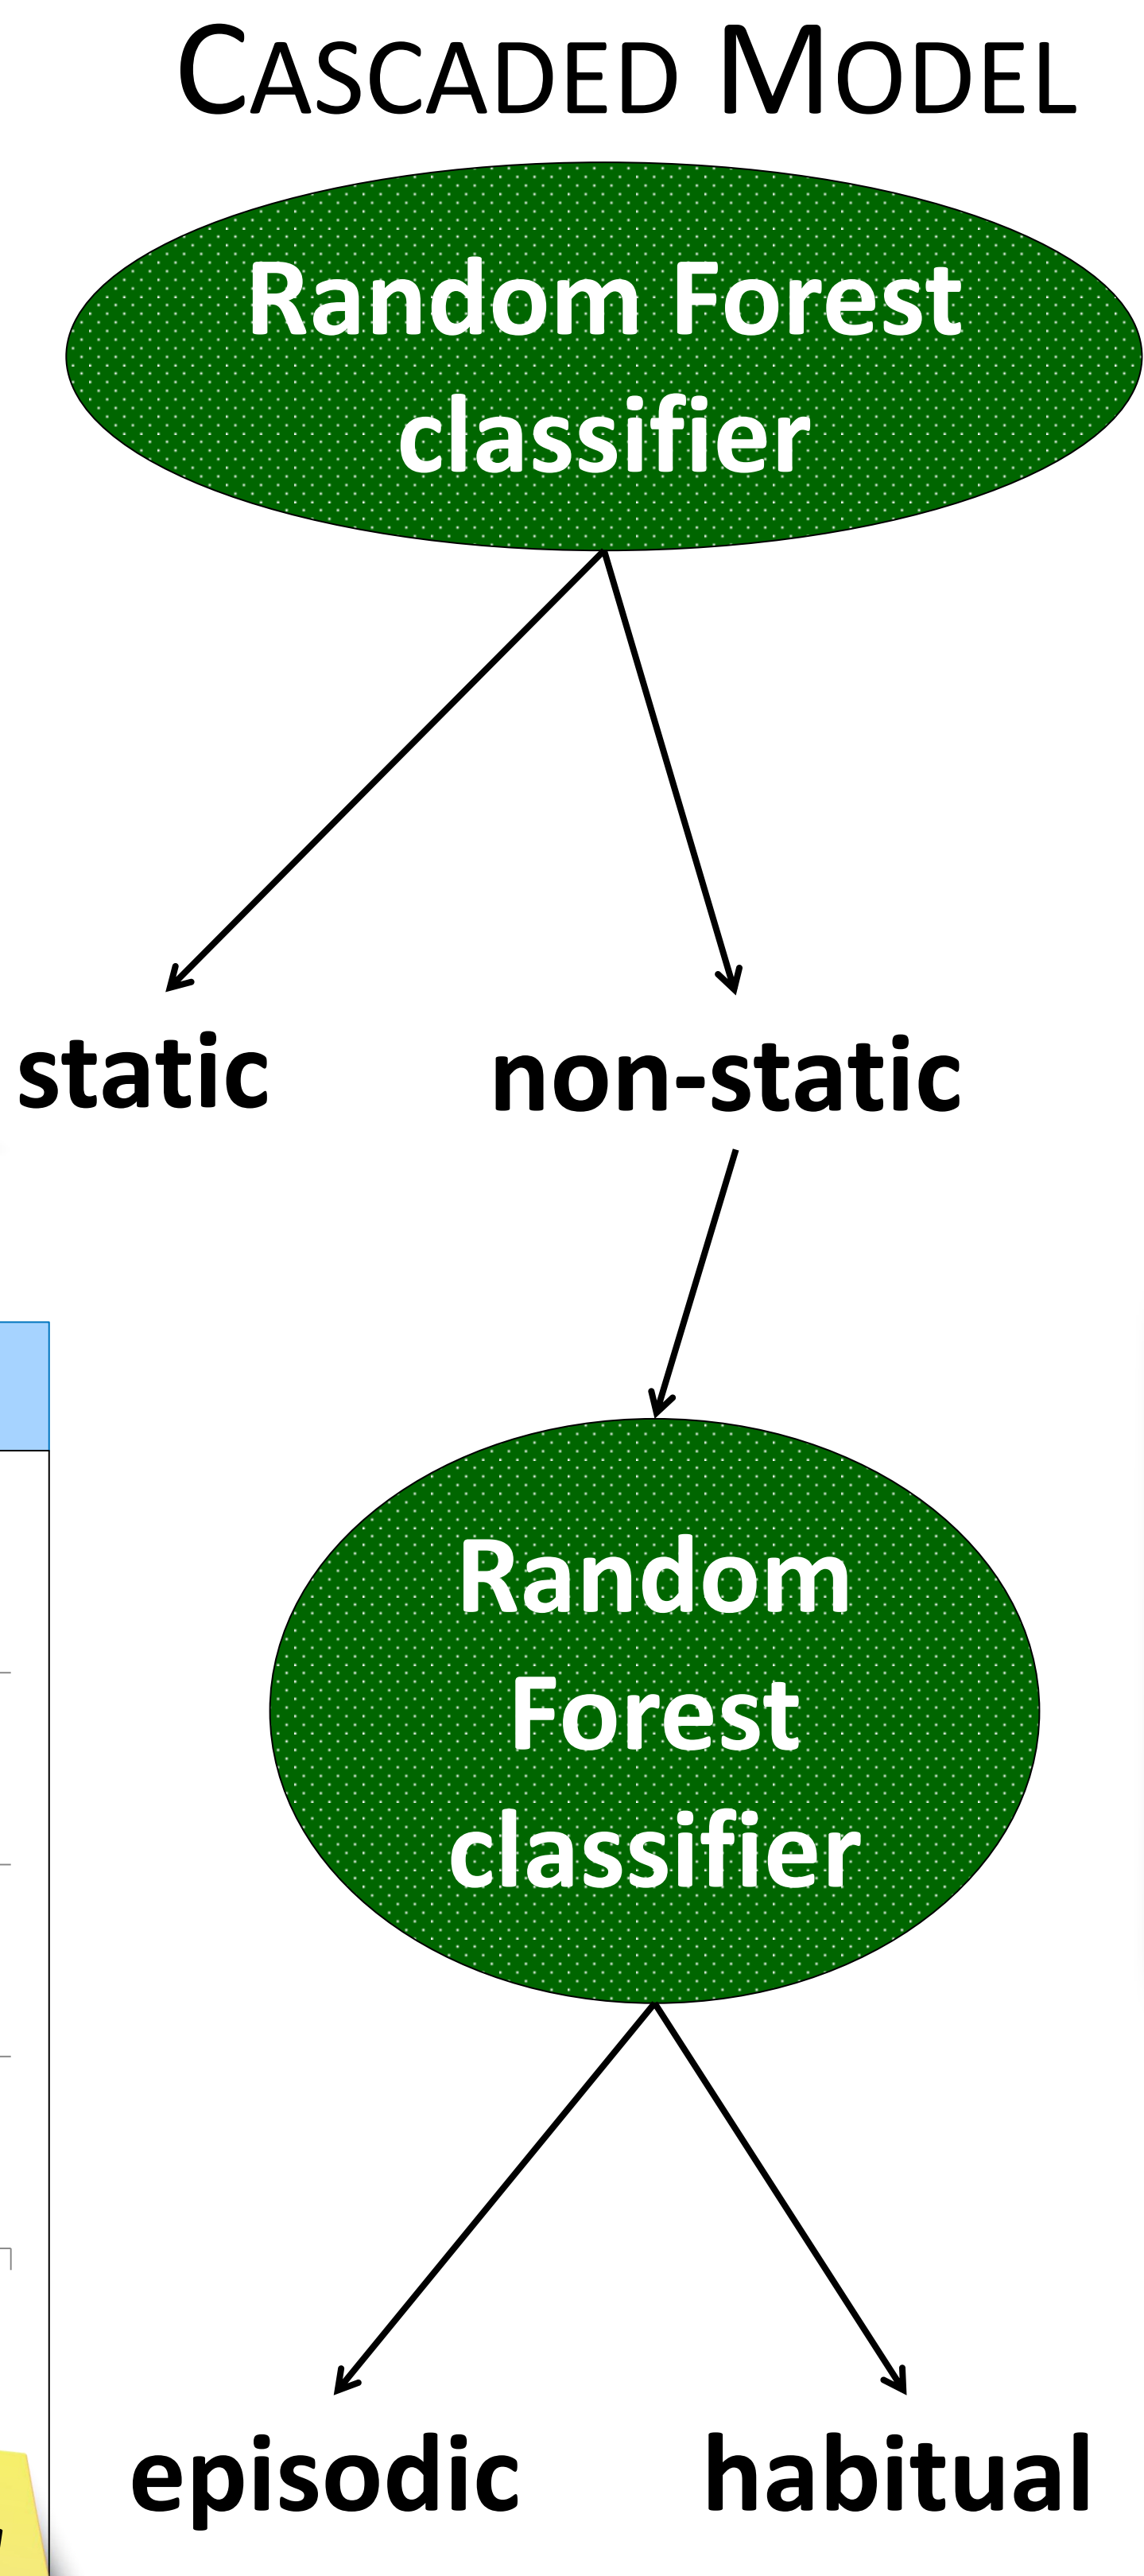 CASCADED MODEL
Random Forest
classifier
static non-static
Random
Forest
classifier
episodic habitual